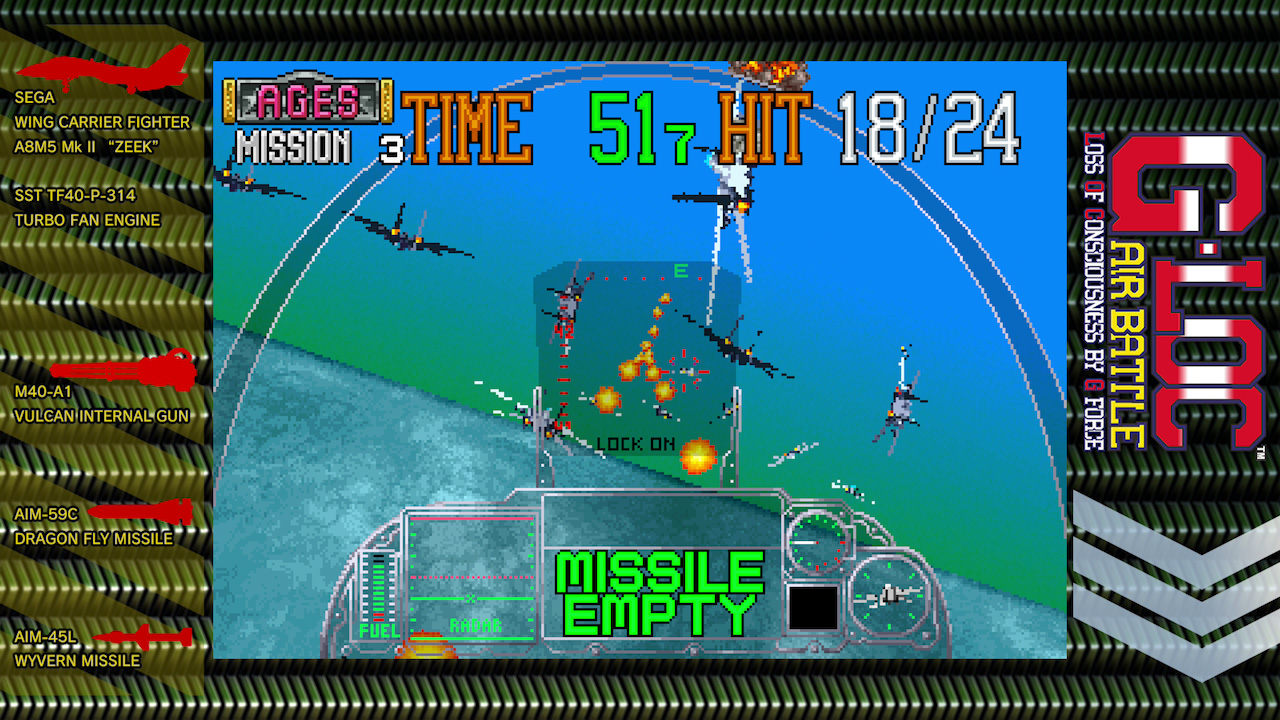 SEGA
WING CARRIER FIGHTER
A8M5 Mk II "ZEEK"
SST TF40-P-314
TURBO FAN ENGINE
M40-A1
VULCAN INTERNAL GUN
AIM-59C
DRAGON FLY MISSILE
AIM-45L
WYVERN MISSILE
AGES
MISSION 3
TIME 517 HIT 18/24
E
LOCK ON
MISSILE
EMPTY
FUEL
RADAR
G-LOC
AIR BATTLE
LOSS OF CONSCIOUSNESS BY G FORCE
TM